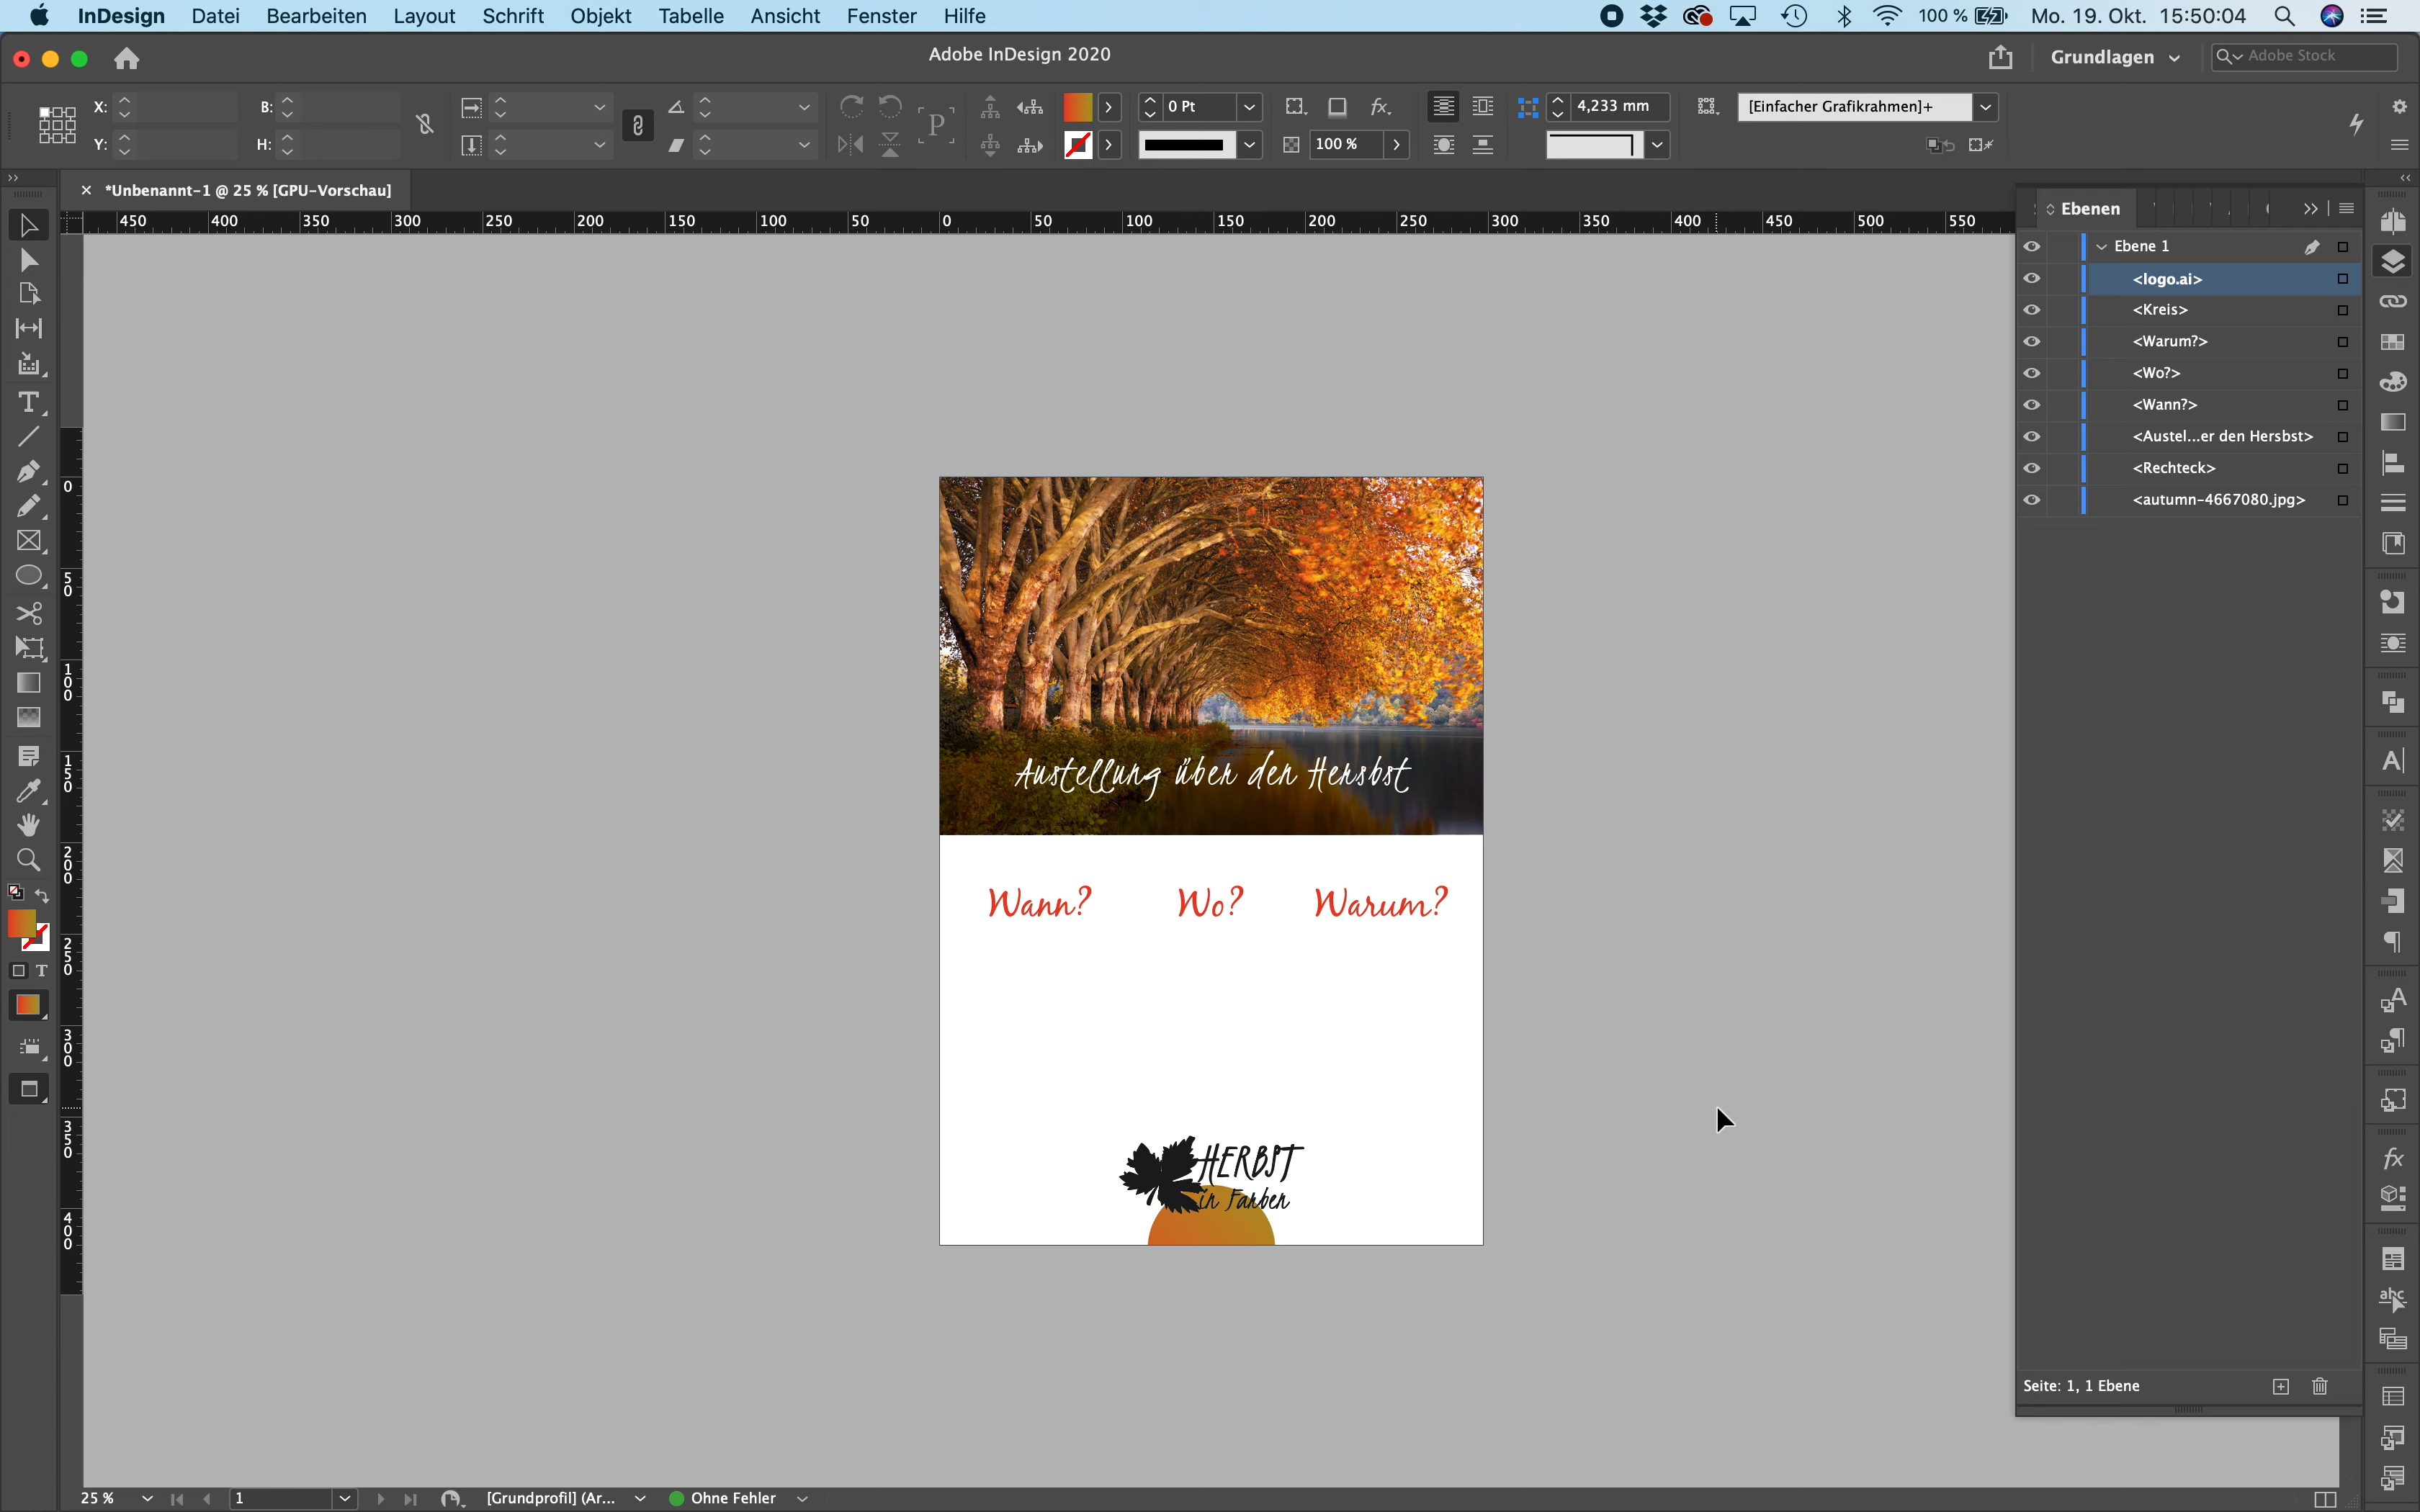 InDesign Datei Bearbeiten Layout Schrift Objekt Tabelle Ansicht Fenster Hilfe 100 % Mo. 19. Okt. 15:50:04
Adobe InDesign 2020 Grundlagen Adobe Stock
X: B: 0 Pt 4,233 mm [Einfacher Grafikrahmen]+
Y: H: 100 %
*Unbenannt-1 @ 25 % [GPU-Vorschau]
450 400 350 300 250 200 150 100 50 0 50 100 150 200 250 300 350 400 450 500 550
Ebenen
Ebene 1
<logo.ai>
<Kreis>
<Warum?>
<Wo?>
<Wann?>
<Austel...er den Hersbst>
<Rechteck>
<autumn-4667080.jpg>
0
50
100
150
200
250
300
350
400
Austellung über den Hersbst
Wann? Wo? Warum?
HERBST
in Farben
Seite: 1, 1 Ebene
25 % 1 [Grundprofil] (Ar... Ohne Fehler